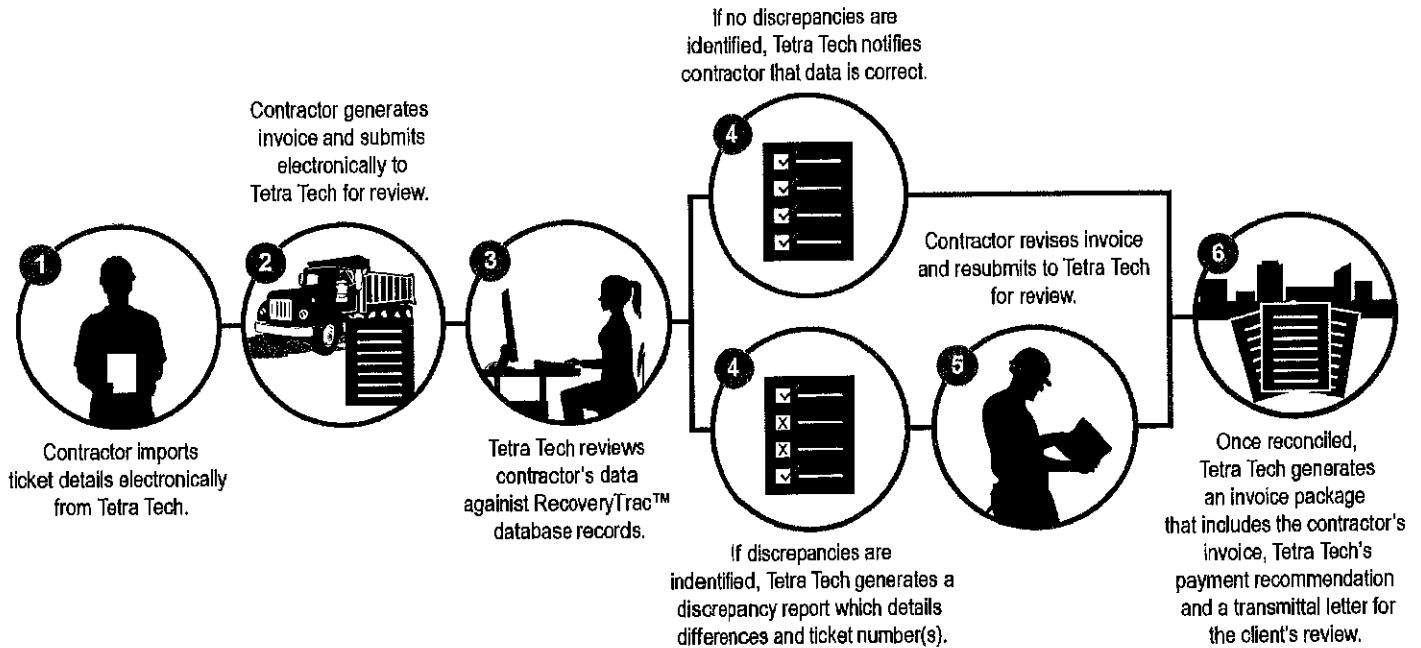 1
Contractor imports
ticket details electronically
from Tetra Tech.
Contractor generates
invoice and submits
electronically to
Tetra Tech for review.
2
3
Tetra Tech reviews
contractor's data
against RecoveryTrac™
database records.
If no discrepancies are
identified, Tetra Tech notifies
contractor that data is correct.
4
4
If discrepancies are
indentified, Tetra Tech generates a
discrepancy report which details
differences and ticket number(s).
Contractor revises invoice
and resubmits to Tetra Tech
for review.
5
6
Once reconciled,
Tetra Tech generates
an invoice package
that includes the contractor's
invoice, Tetra Tech's
payment recommendation
and a transmittal letter for
the client's review.